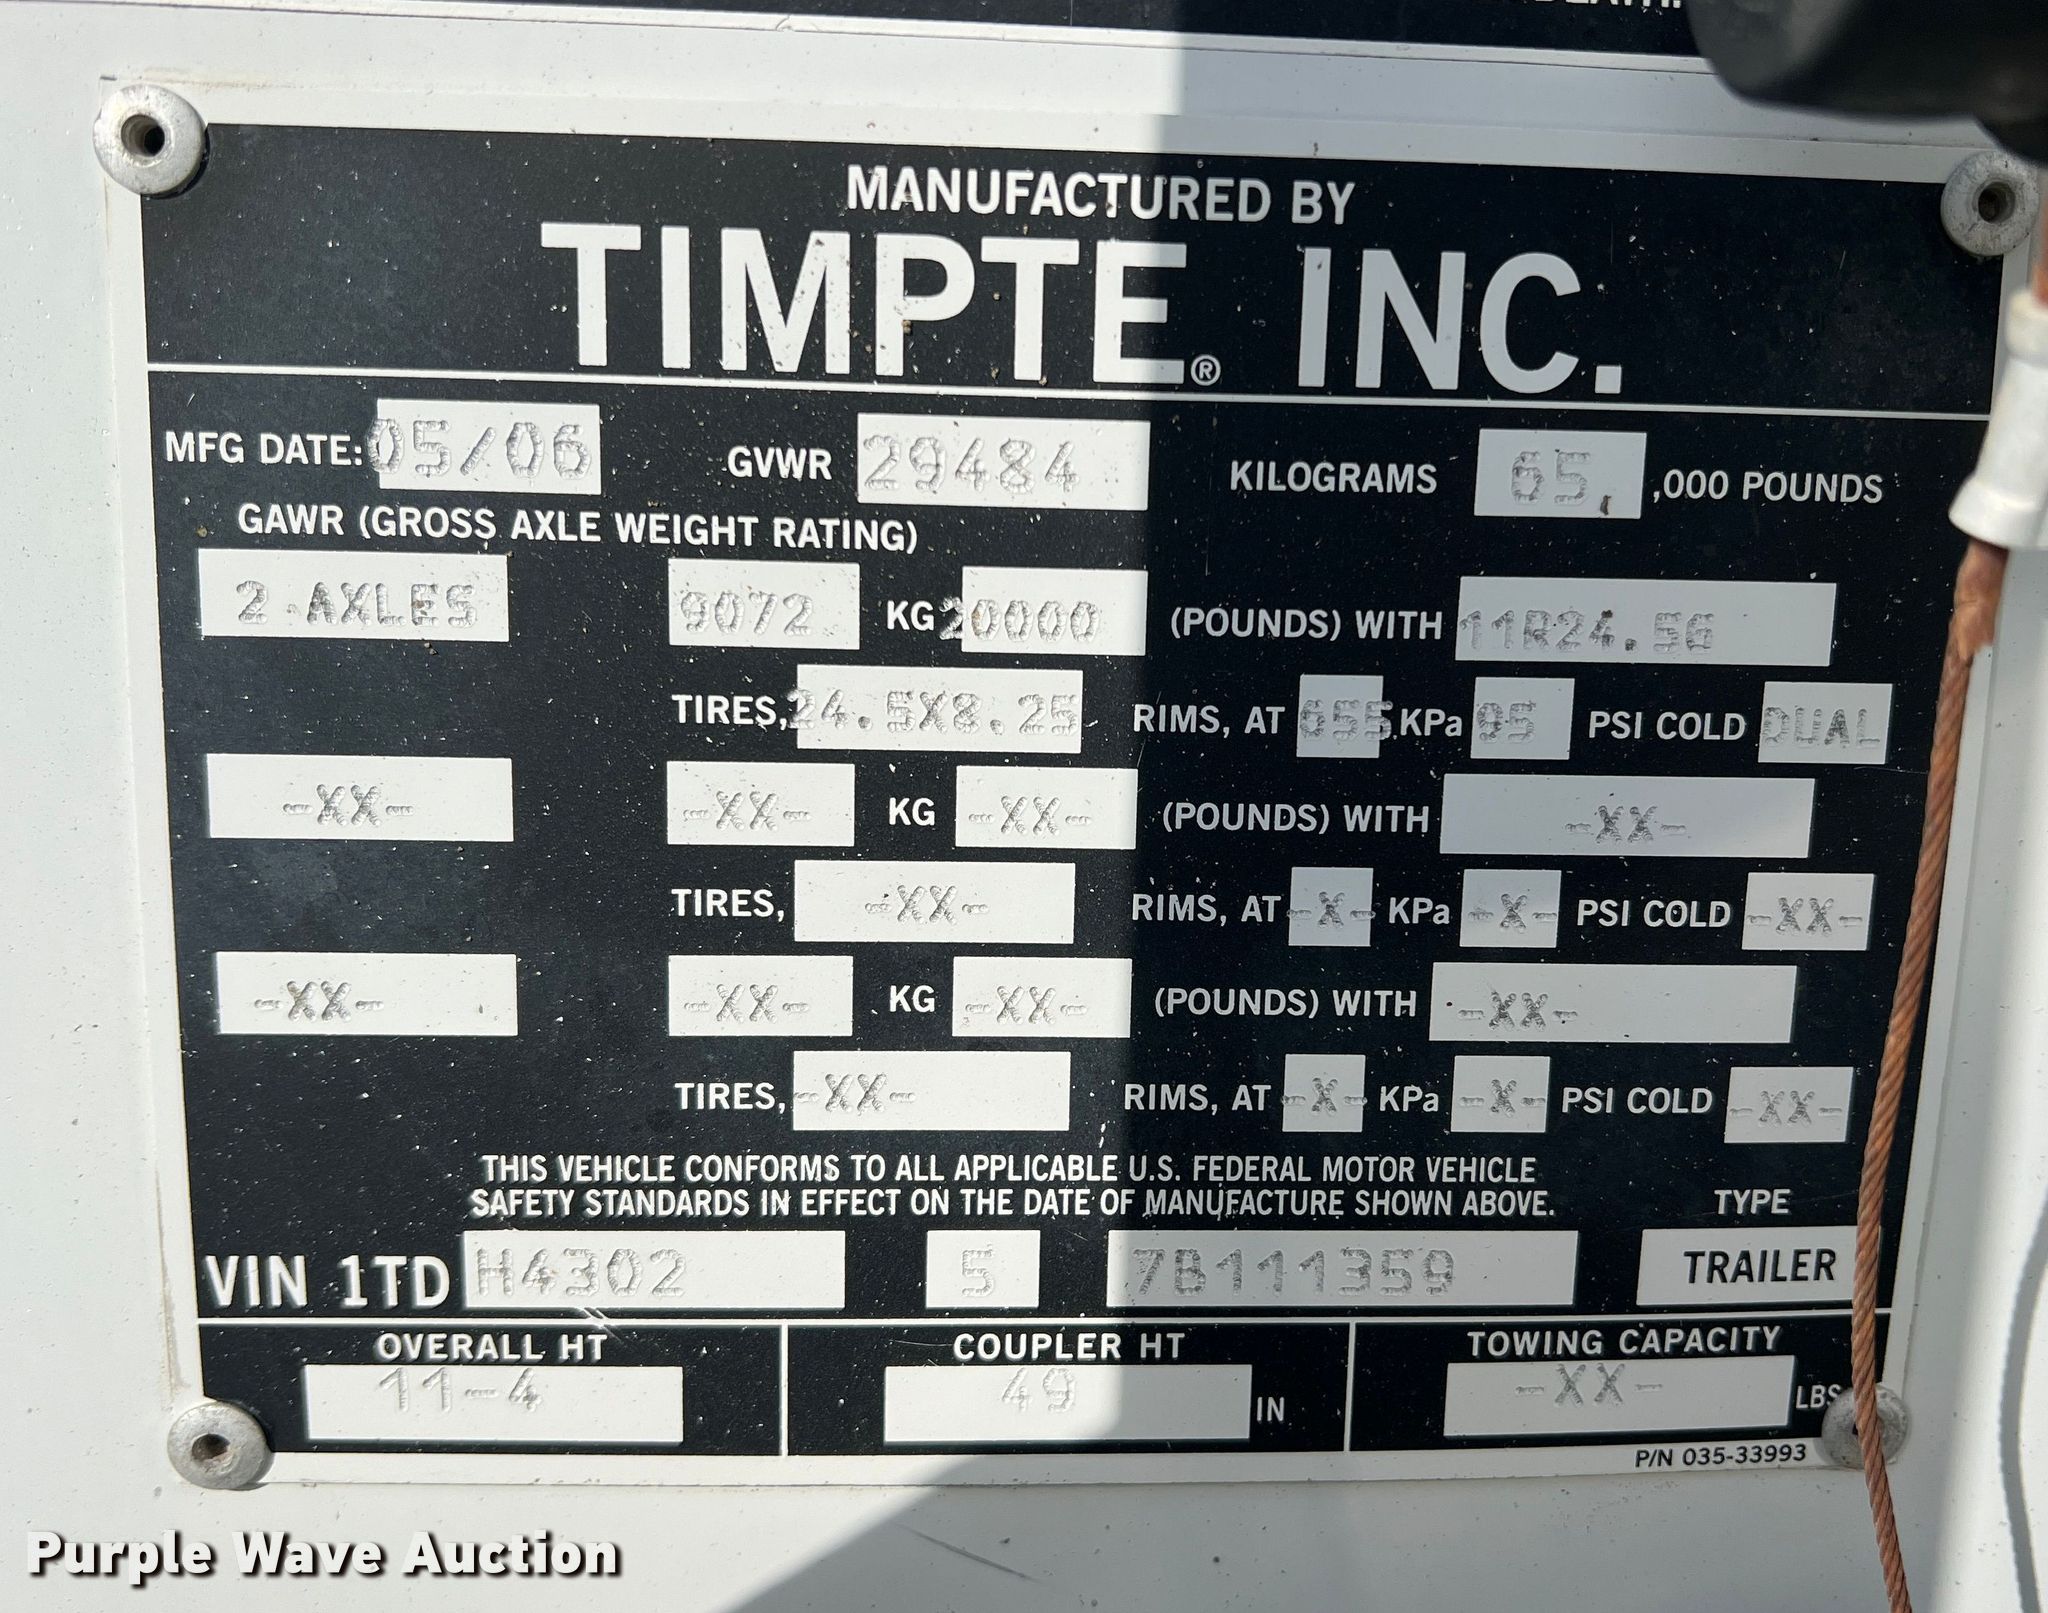 MANUFACTURED BY
TIMPTE® INC.
MFG DATE: 05/06 GVWR 29484 KILOGRAMS 65, ,000 POUNDS
GAWR (GROSS AXLE WEIGHT RATING)
2 AXLES 9072 KG 20000 (POUNDS) WITH 11R24.5G
TIRES, 24.5X8.25 RIMS, AT 655 KPa 95 PSI COLD DUAL
-XX- -XX- KG -XX- (POUNDS) WITH -XX-
TIRES, -XX- RIMS, AT -X- KPa -X- PSI COLD -XX-
-XX- -XX- KG -XX- (POUNDS) WITH -XX-
TIRES, -XX- RIMS, AT -X- KPa -X- PSI COLD -XX-
THIS VEHICLE CONFORMS TO ALL APPLICABLE U.S. FEDERAL MOTOR VEHICLE
SAFETY STANDARDS IN EFFECT ON THE DATE OF MANUFACTURE SHOWN ABOVE. TYPE
VIN 1TD H4302 5 7B111359 TRAILER
OVERALL HT COUPLER HT TOWING CAPACITY
11-4 49 IN -XX- LBS
P/N 035-33993
Purple Wave Auction